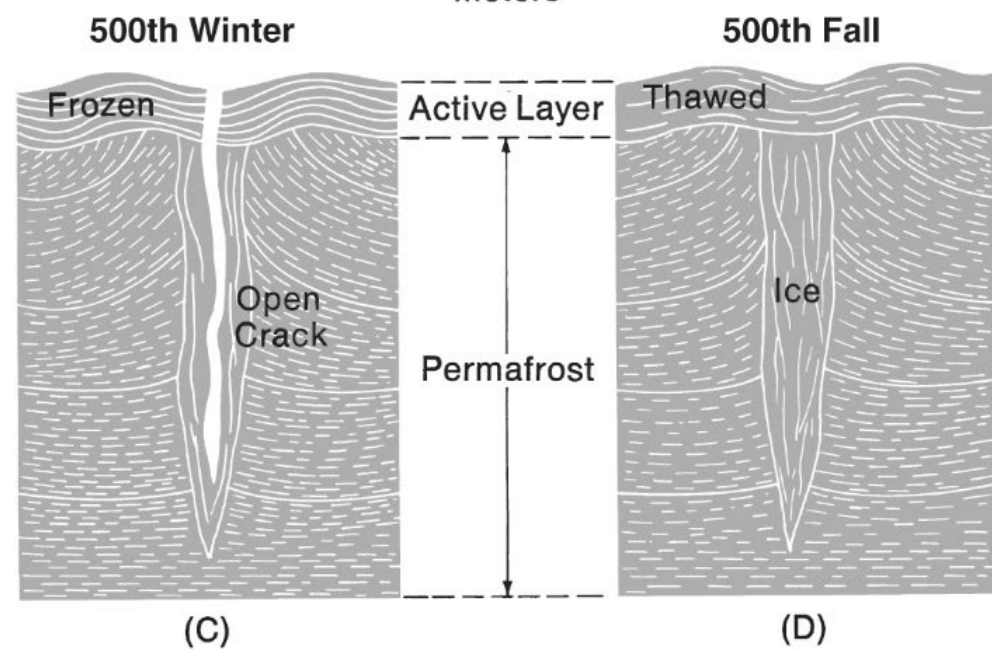 500th Winter
500th Fall
Frozen
Active Layer
Thawed
Open
Crack
Ice
Permafrost
(C)
(D)